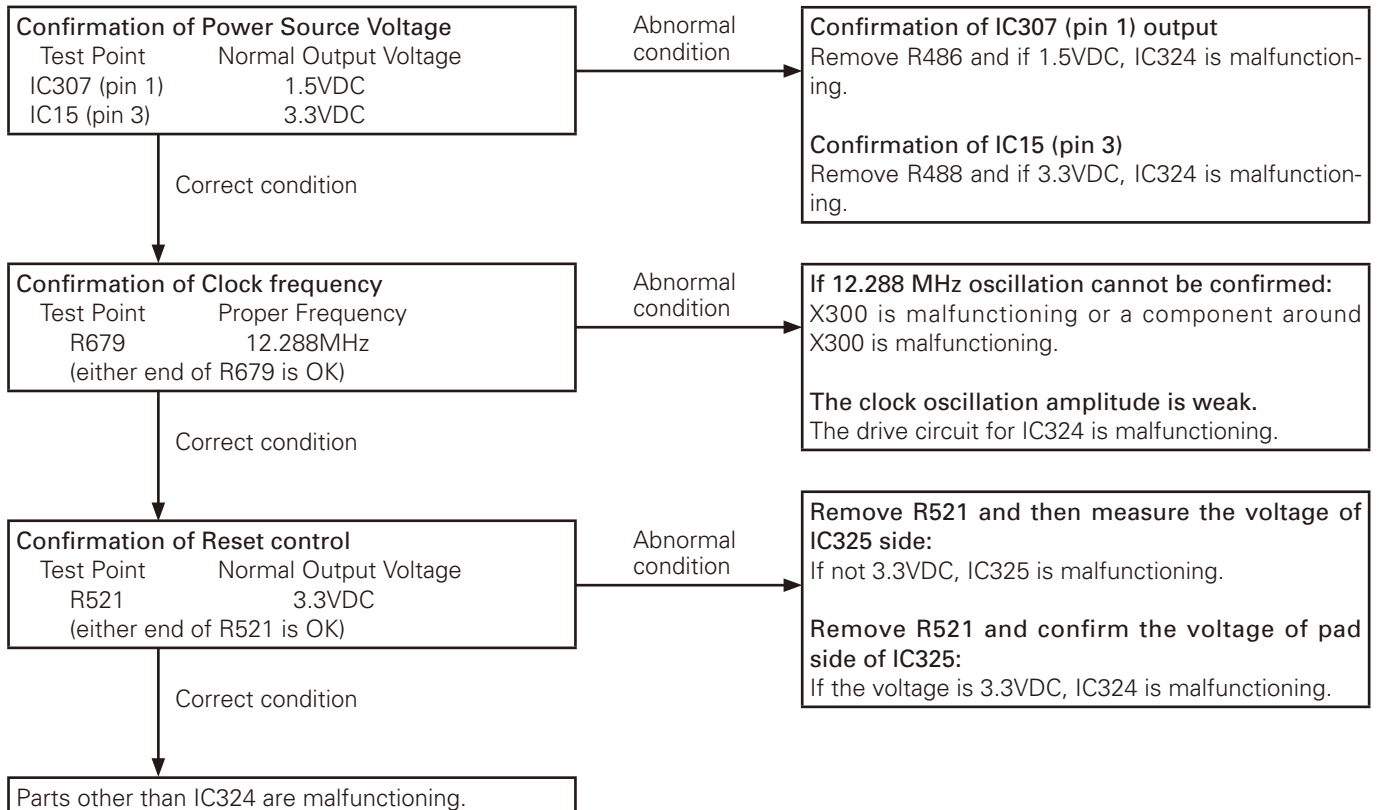 Confirmation of Power Source Voltage
Test Point Normal Output Voltage
IC307 (pin 1) 1.5VDC
IC15 (pin 3) 3.3VDC
Abnormal
condition
Confirmation of IC307 (pin 1) output
Remove R486 and if 1.5VDC, IC324 is malfunction-
ing.
Confirmation of IC15 (pin 3)
Remove R488 and if 3.3VDC, IC324 is malfunction-
ing.
Correct condition
Confirmation of Clock frequency
Test Point Proper Frequency
R679 12.288MHz
(either end of R679 is OK)
Abnormal
condition
If 12.288 MHz oscillation cannot be confirmed:
X300 is malfunctioning or a component around
X300 is malfunctioning.
The clock oscillation amplitude is weak.
The drive circuit for IC324 is malfunctioning.
Correct condition
Confirmation of Reset control
Test Point Normal Output Voltage
R521 3.3VDC
(either end of R521 is OK)
Abnormal
condition
Remove R521 and then measure the voltage of
IC325 side:
If not 3.3VDC, IC325 is malfunctioning.
Remove R521 and confirm the voltage of pad
side of IC325:
If the voltage is 3.3VDC, IC324 is malfunctioning.
Correct condition
Parts other than IC324 are malfunctioning.